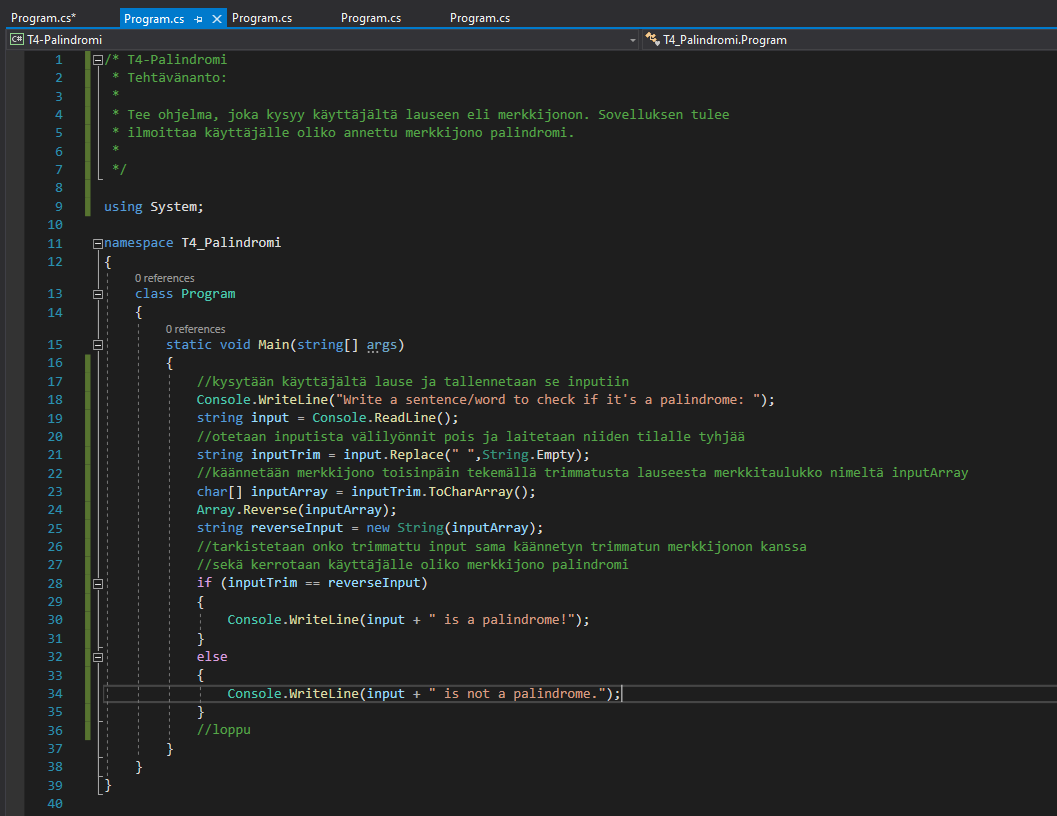 Program.cs* Program.cs Program.cs Program.cs Program.cs
C# T4-Palindromi T4_Palindromi.Program
1 /* T4-Palindromi
2 * Tehtävänanto:
3 *
4 * Tee ohjelma, joka kysyy käyttäjältä lauseen eli merkkijonon. Sovelluksen tulee
5 * ilmoittaa käyttäjälle oliko annettu merkkijono palindromi.
6 *
7 */
8
9 using System;
10
11 namespace T4_Palindromi
12 {
0 references
13 class Program
14 {
0 references
15 static void Main(string[] args)
16 {
17 //kysytään käyttäjältä lause ja tallennetaan se inputiin
18 Console.WriteLine("Write a sentence/word to check if it's a palindrome: ");
19 string input = Console.ReadLine();
20 //otetaan inputista välilyönnit pois ja laitetaan niiden tilalle tyhjää
21 string inputTrim = input.Replace(" ",String.Empty);
22 //käännetään merkkijono toisinpäin tekemällä trimmatusta lauseesta merkkitaulukko nimeltä inputArray
23 char[] inputArray = inputTrim.ToCharArray();
24 Array.Reverse(inputArray);
25 string reverseInput = new String(inputArray);
26 //tarkistetaan onko trimmattu input sama käännetyn trimmatun merkkijonon kanssa
27 //sekä kerrotaan käyttäjälle oliko merkkijono palindromi
28 if (inputTrim == reverseInput)
29 {
30 Console.WriteLine(input + " is a palindrome!");
31 }
32 else
33 {
34 Console.WriteLine(input + " is not a palindrome.");
35 }
36 //loppu
37 }
38 }
39 }
40